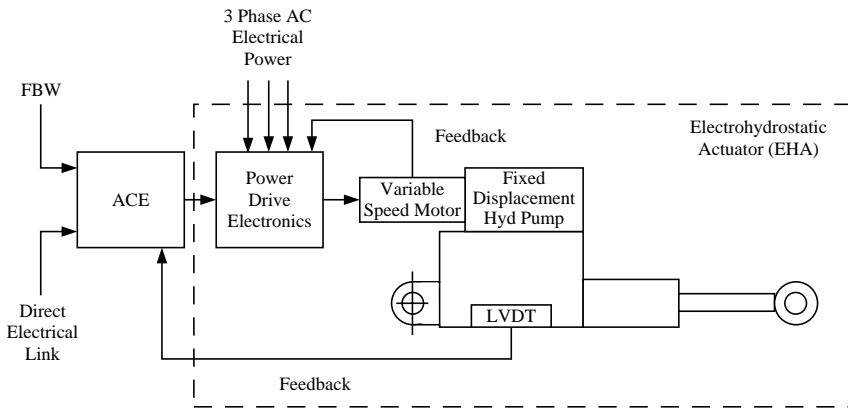 3 Phase AC
Electrical
Power
FBW
Feedback
Electrohydrostatic
Actuator (EHA)
ACE
Power
Drive
Electronics
Variable
Speed Motor
Fixed
Displacement
Hyd Pump
LVDT
Direct
Electrical
Link
Feedback